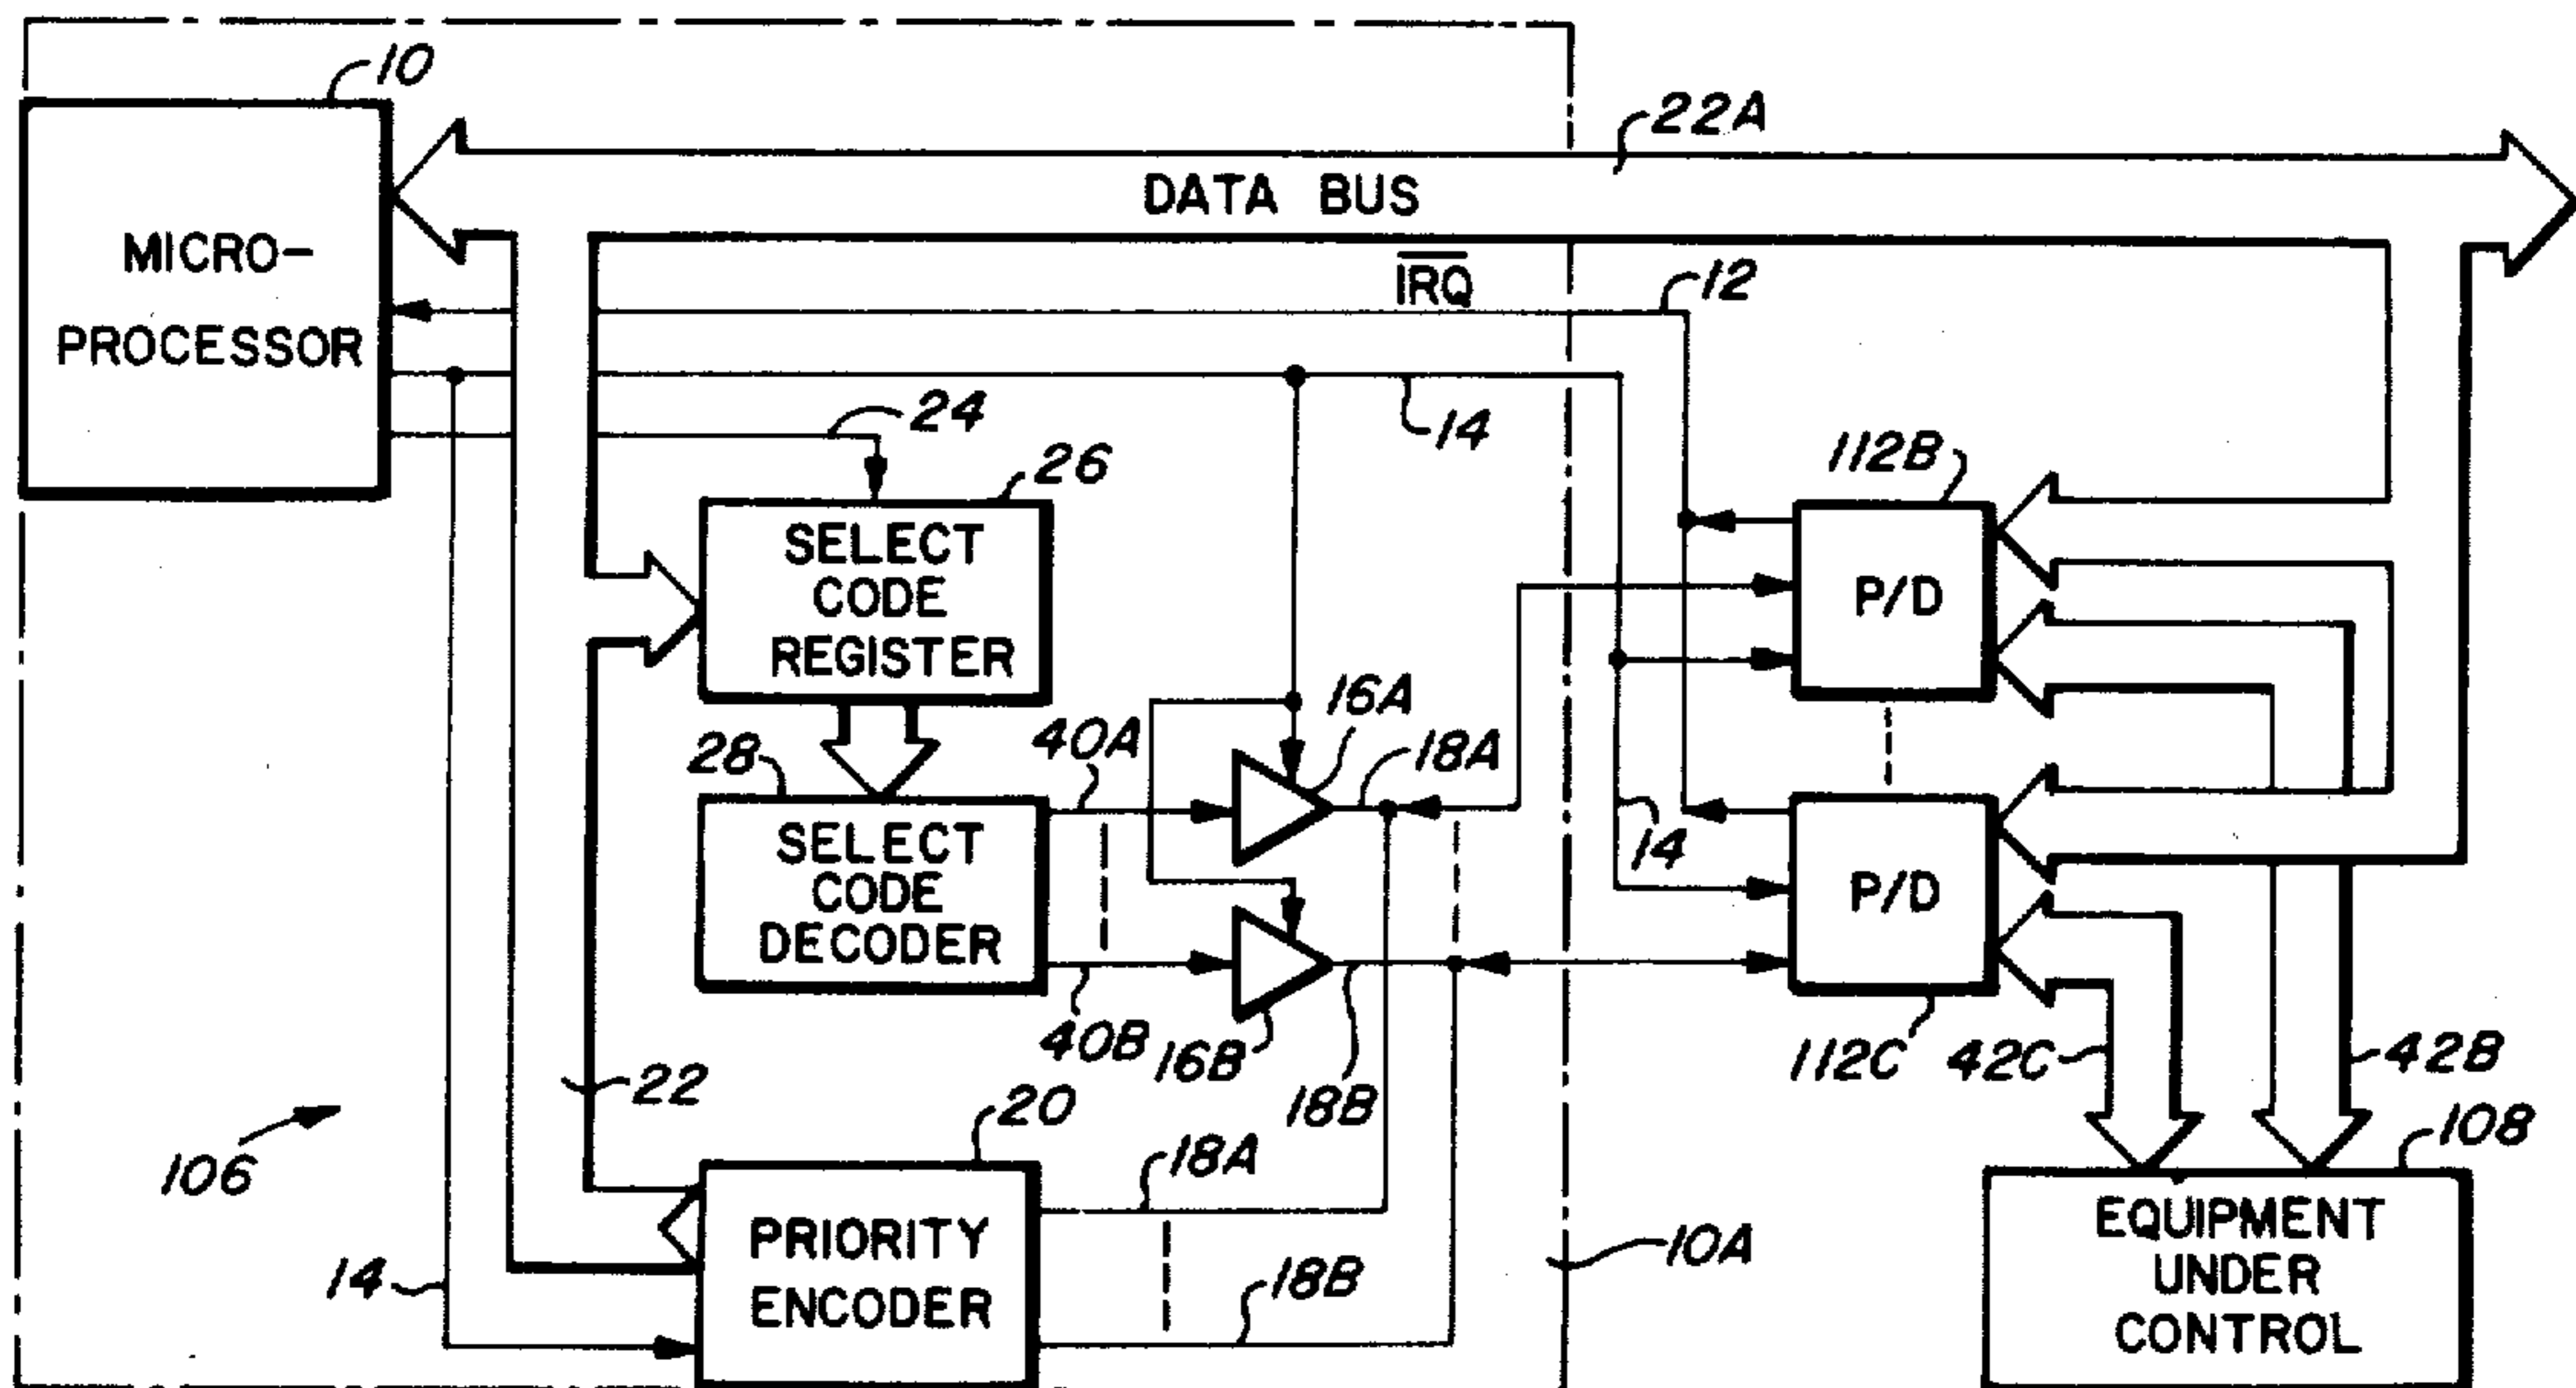 10
22A
DATA BUS
MICRO-
PROCESSOR
IRQ
12
24
14
26
112B
SELECT
CODE
REGISTER
P/D
16A
40A
18A
28
SELECT
CODE
DECODER
14
P/D
40B
16B
18B
112C
42C
42B
22
20
108
106
18A
PRIORITY
ENCODER
10A
14
18B
EQUIPMENT
UNDER
CONTROL